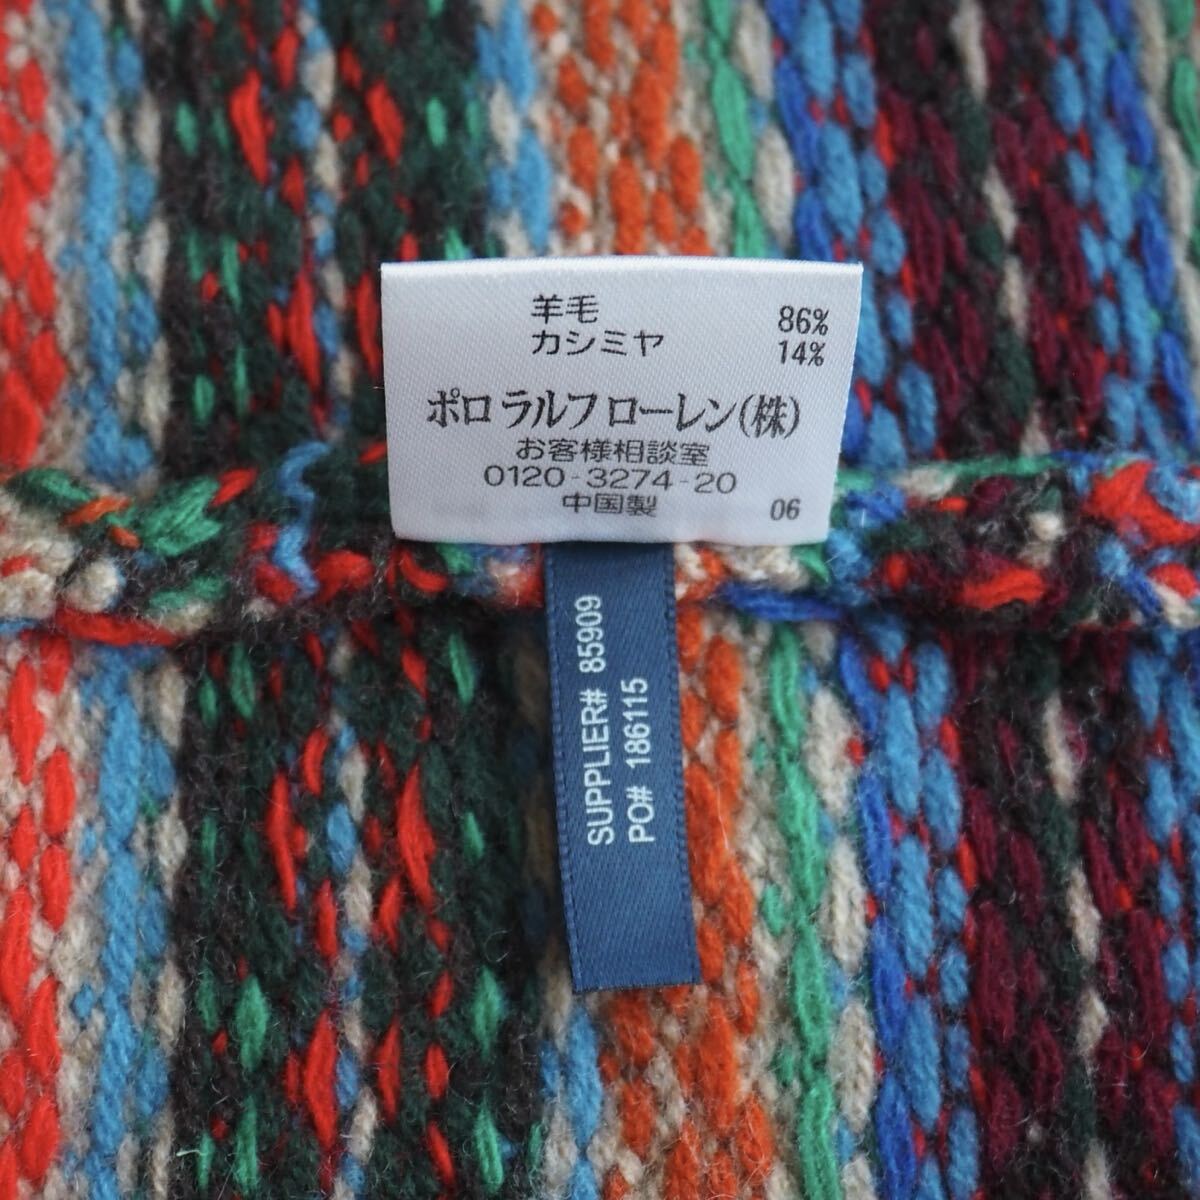 羊毛 86%
カシミヤ 14%
ポロ ラルフ ローレン(株)
お客様相談室
0120-3274-20
中国製 06
SUPPLIER# 85909
PO# 186115